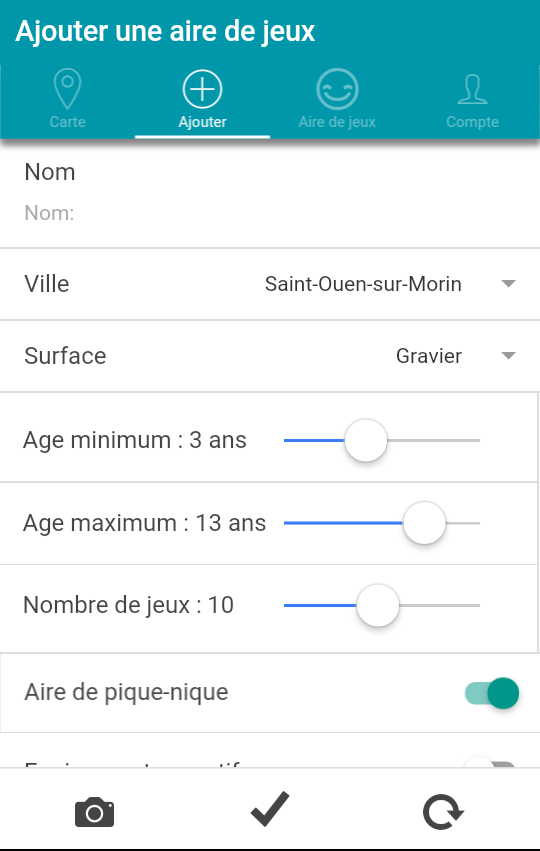 Ajouter une aire de jeux
Carte
Ajouter
Aire de jeux
Compte
Nom
Nom:
Ville
Saint-Ouen-sur-Morin
Surface
Gravier
Age minimum : 3 ans
Age maximum : 13 ans
Nombre de jeux : 10
Aire de pique-nique